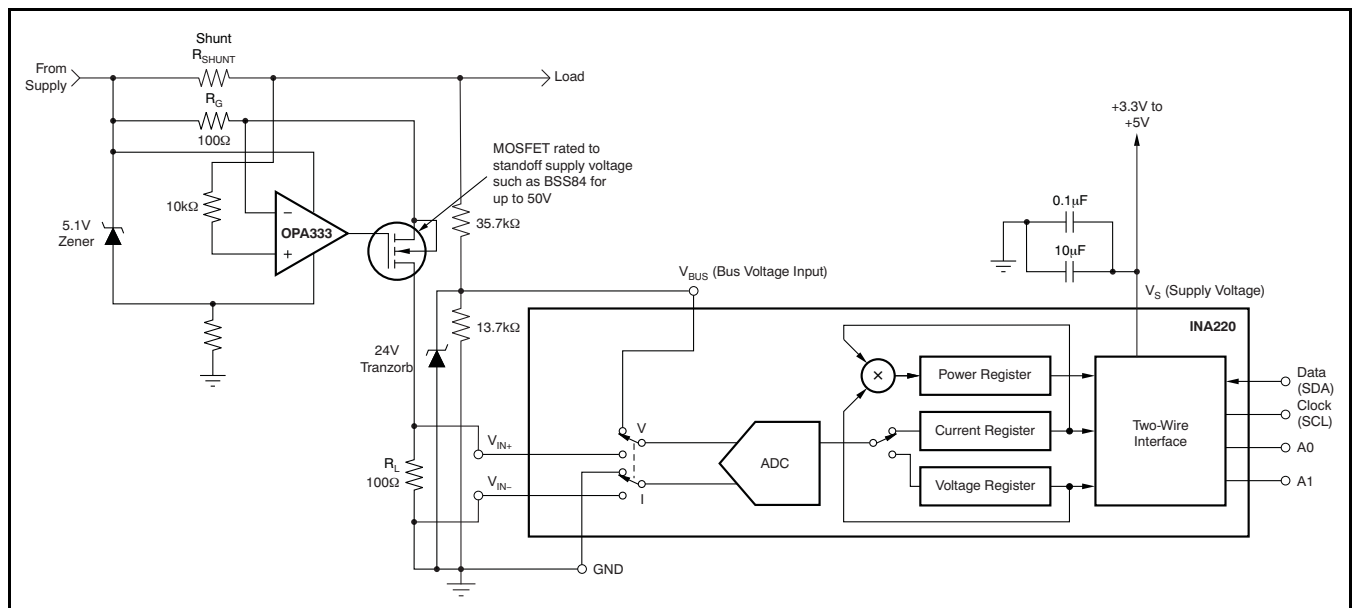 Shunt
R_SHUNT
From
Supply
Load
R_G
100Ω
MOSFET rated to
standoff supply voltage
such as BSS84 for
up to 50V
10kΩ
−
OPA333
+
5.1V
Zener
35.7kΩ
+3.3V to
+5V
0.1µF
10µF
V_BUS (Bus Voltage Input)
V_S (Supply Voltage)
INA220
13.7kΩ
24V
Tranzorb
×
Power Register
Data
(SDA)
Clock
(SCL)
V
V_IN+
ADC
Current Register
Two-Wire
Interface
A0
R_L
100Ω
V_IN−
I
Voltage Register
A1
GND